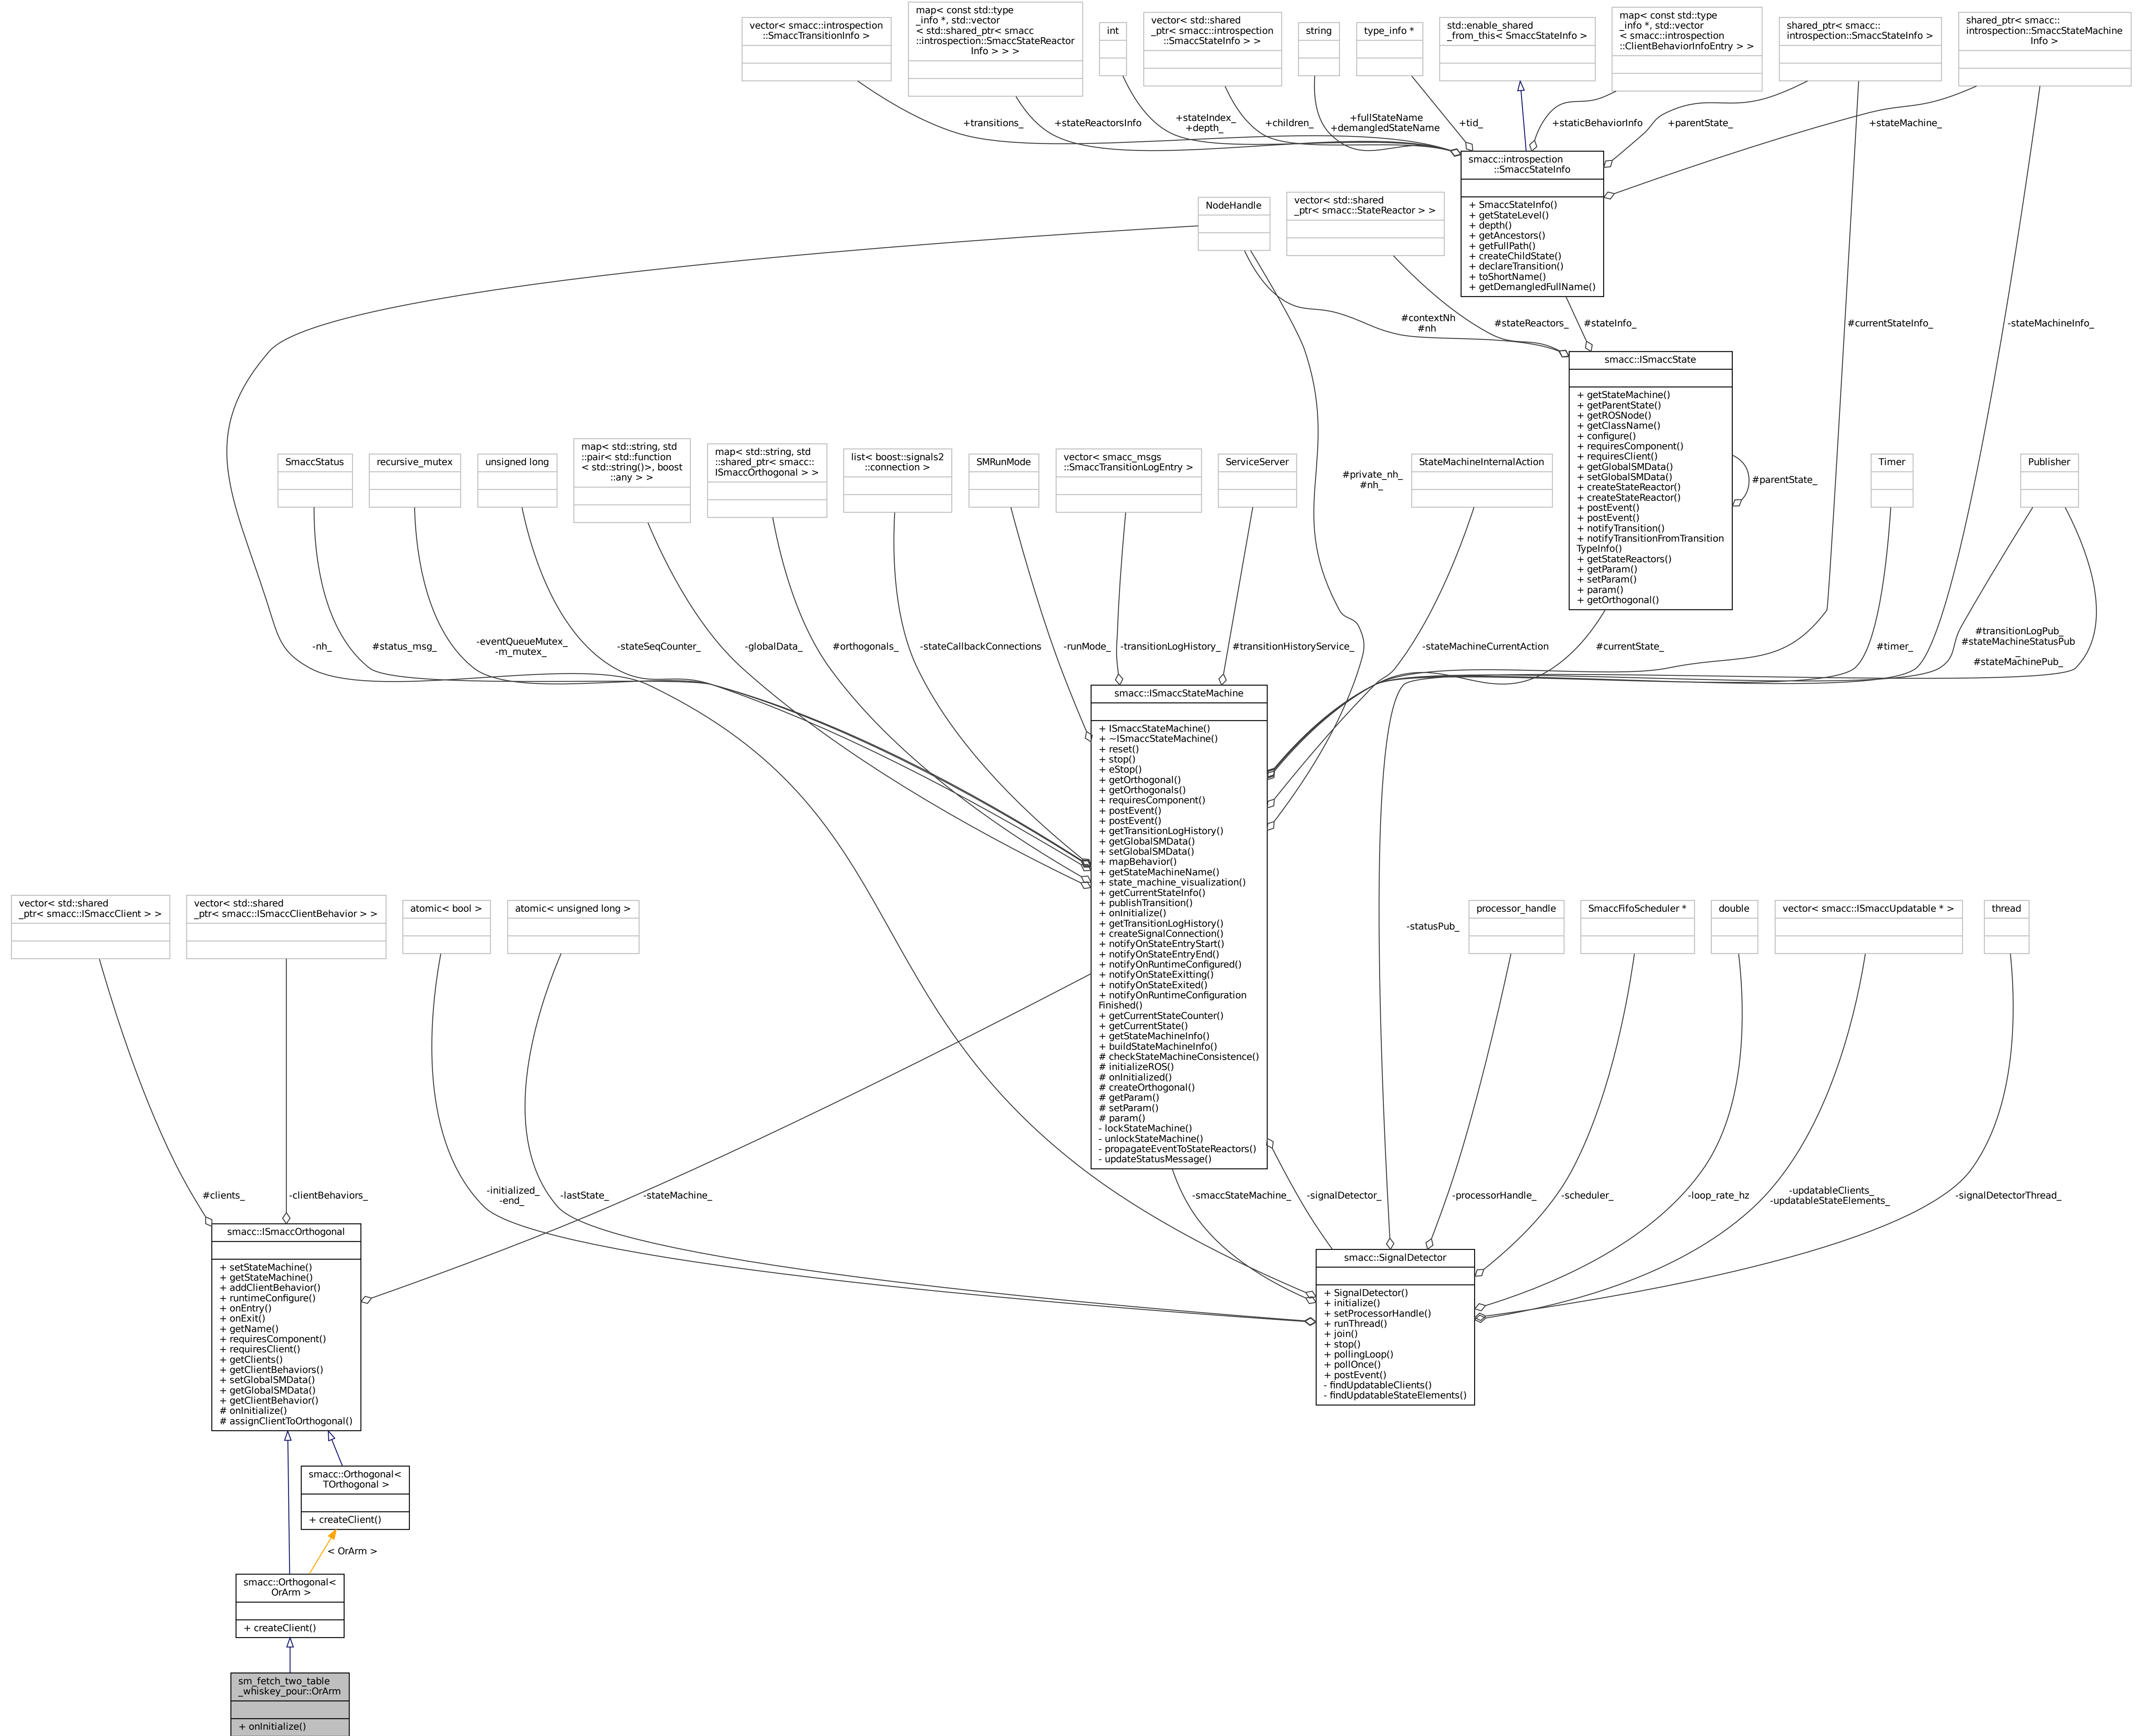 vector< smacc::introspection
::SmaccTransitionInfo >
map< const std::type
_info *, std::vector
< std::shared_ptr< smacc
::introspection::SmaccStateReactor
Info > > >
int
vector< std::shared
_ptr< smacc::introspection
::SmaccStateInfo > >
string
type_info *
std::enable_shared
_from_this< SmaccStateInfo >
map< const std::type
_info *, std::vector
< smacc::introspection
::ClientBehaviorInfoEntry > >
shared_ptr< smacc::
introspection::SmaccStateInfo >
shared_ptr< smacc::
introspection::SmaccStateMachine
Info >
+transitions_
+stateReactorsInfo
+stateIndex_
+depth_
+children_
+fullStateName
+demangledStateName
+tid_
+staticBehaviorInfo
+parentState_
+stateMachine_
smacc::introspection
::SmaccStateInfo
+ SmaccStateInfo()
+ getStateLevel()
+ depth()
+ getAncestors()
+ getFullPath()
+ createChildState()
+ declareTransition()
+ toShortName()
+ getDemangledFullName()
NodeHandle
vector< std::shared
_ptr< smacc::StateReactor > >
#contextNh
#nh
#stateReactors_
#stateInfo_
#currentStateInfo_
-stateMachineInfo_
smacc::ISmaccState
+ getStateMachine()
+ getParentState()
+ getROSNode()
+ getClassName()
+ configure()
+ requiresComponent()
+ requiresClient()
+ getGlobalSMData()
+ setGlobalSMData()
+ createStateReactor()
+ createStateReactor()
+ postEvent()
+ postEvent()
+ notifyTransition()
+ notifyTransitionFromTransition
TypeInfo()
+ getStateReactors()
+ getParam()
+ setParam()
+ param()
+ getOrthogonal()
#parentState_
SmaccStatus
recursive_mutex
unsigned long
map< std::string, std
::pair< std::function
< std::string()>, boost
::any > >
map< std::string, std
::shared_ptr< smacc::
ISmaccOrthogonal > >
list< boost::signals2
::connection >
SMRunMode
vector< smacc_msgs
::SmaccTransitionLogEntry >
ServiceServer
#private_nh_
#nh_
StateMachineInternalAction
Timer
Publisher
-nh_
#status_msg_
-eventQueueMutex_
-m_mutex_
-stateSeqCounter_
-globalData_
#orthogonals_
-stateCallbackConnections
-runMode_
-transitionLogHistory_
#transitionHistoryService_
-stateMachineCurrentAction
#currentState_
#timer_
#transitionLogPub_
#stateMachineStatusPub
_
#stateMachinePub_
smacc::ISmaccStateMachine
+ ISmaccStateMachine()
+ ~ISmaccStateMachine()
+ reset()
+ stop()
+ eStop()
+ getOrthogonal()
+ getOrthogonals()
+ requiresComponent()
+ postEvent()
+ postEvent()
+ getTransitionLogHistory()
+ getGlobalSMData()
+ setGlobalSMData()
+ mapBehavior()
+ getStateMachineName()
+ state_machine_visualization()
+ getCurrentStateInfo()
+ publishTransition()
+ onInitialize()
+ getTransitionLogHistory()
+ createSignalConnection()
+ notifyOnStateEntryStart()
+ notifyOnStateEntryEnd()
+ notifyOnRuntimeConfigured()
+ notifyOnStateExitting()
+ notifyOnStateExited()
+ notifyOnRuntimeConfiguration
Finished()
+ getCurrentStateCounter()
+ getCurrentState()
+ getStateMachineInfo()
+ buildStateMachineInfo()
# checkStateMachineConsistence()
# initializeROS()
# onInitialized()
# createOrthogonal()
# getParam()
# setParam()
# param()
- lockStateMachine()
- unlockStateMachine()
- propagateEventToStateReactors()
- updateStatusMessage()
vector< std::shared
_ptr< smacc::ISmaccClient > >
vector< std::shared
_ptr< smacc::ISmaccClientBehavior > >
atomic< bool >
atomic< unsigned long >
-statusPub_
processor_handle
SmaccFifoScheduler *
double
vector< smacc::ISmaccUpdatable * >
thread
#clients_
-clientBehaviors_
-initialized_
-end_
-lastState_
-stateMachine_
-smaccStateMachine_
-signalDetector_
-processorHandle_
-scheduler_
-loop_rate_hz
-updatableClients_
-updatableStateElements_
-signalDetectorThread_
smacc::ISmaccOrthogonal
+ setStateMachine()
+ getStateMachine()
+ addClientBehavior()
+ runtimeConfigure()
+ onEntry()
+ onExit()
+ getName()
+ requiresComponent()
+ requiresClient()
+ getClients()
+ getClientBehaviors()
+ setGlobalSMData()
+ getGlobalSMData()
+ getClientBehavior()
# onInitialize()
# assignClientToOrthogonal()
smacc::SignalDetector
+ SignalDetector()
+ initialize()
+ setProcessorHandle()
+ runThread()
+ join()
+ stop()
+ pollingLoop()
+ pollOnce()
+ postEvent()
- findUpdatableClients()
- findUpdatableStateElements()
smacc::Orthogonal<
TOrthogonal >
+ createClient()
< OrArm >
smacc::Orthogonal<
OrArm >
+ createClient()
sm_fetch_two_table
_whiskey_pour::OrArm
+ onInitialize()